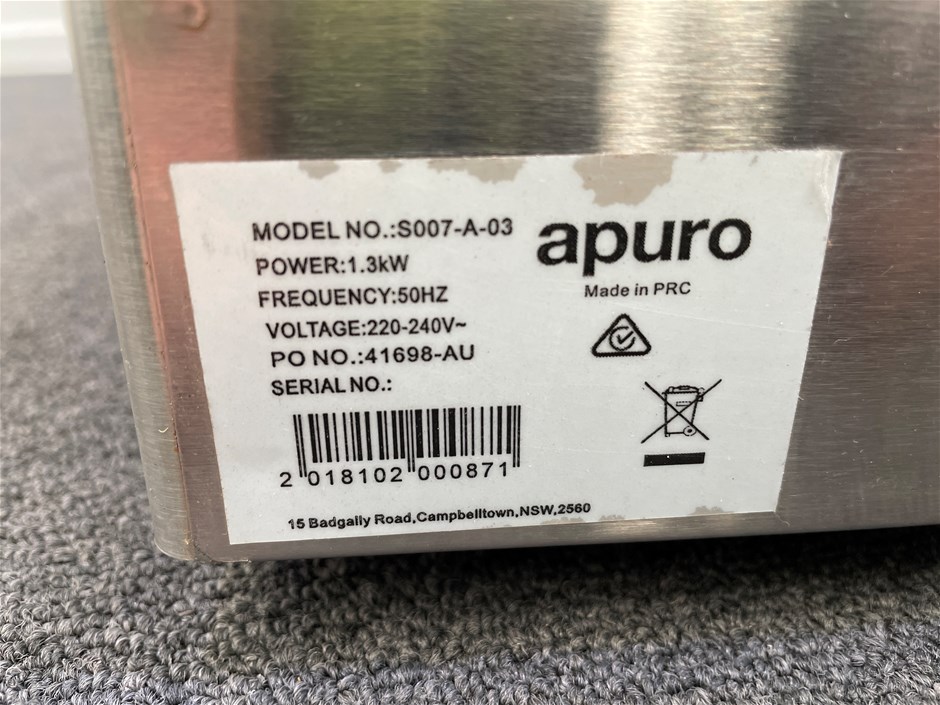 MODEL NO.:S007-A-03
POWER:1.3kW
FREQUENCY:50HZ
VOLTAGE:220-240V~
PO NO.:41698-AU
SERIAL NO.:
2 018102 000871
15 Badgally Road,Campbelltown,NSW,2560
apuro
Made in PRC